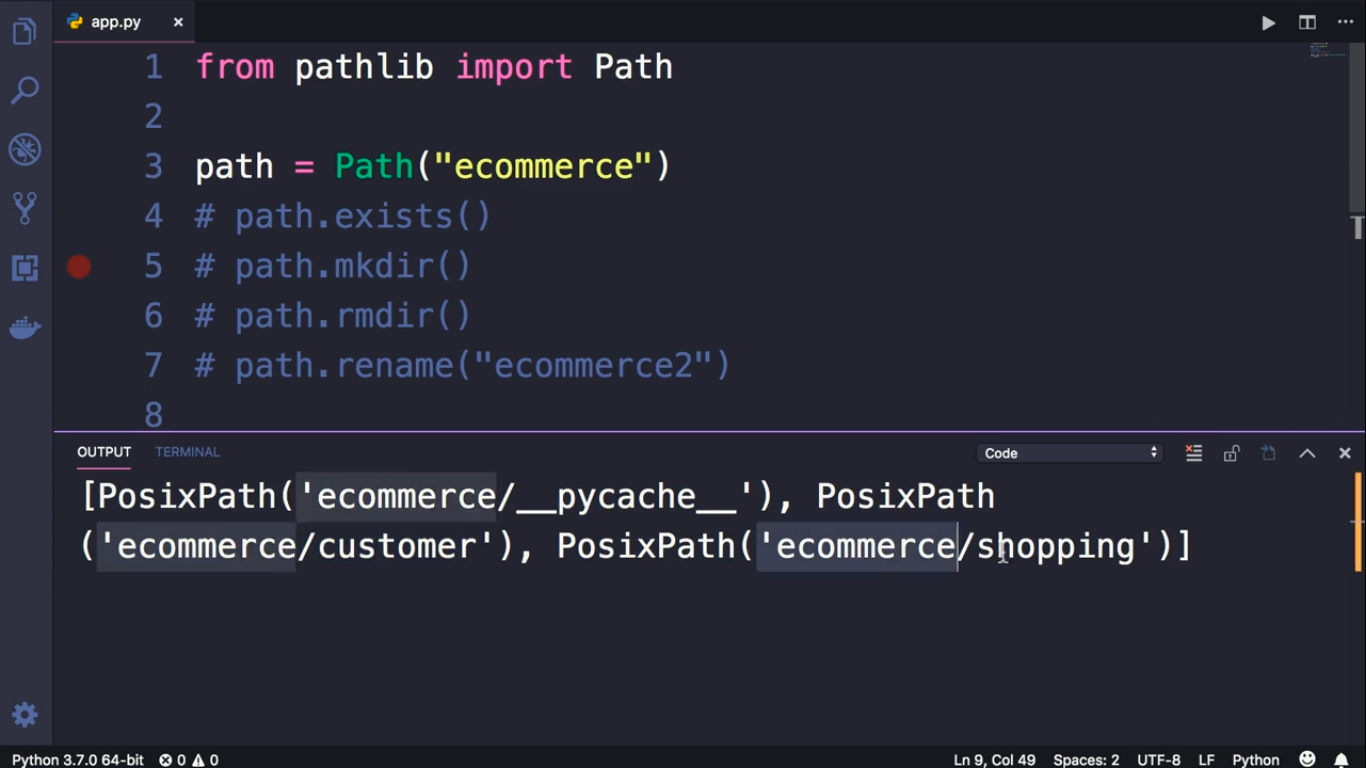 app.py
1 from pathlib import Path
2
3 path = Path("ecommerce")
4 # path.exists()
5 # path.mkdir()
6 # path.rmdir()
7 # path.rename("ecommerce2")
8
OUTPUT TERMINAL Code
[PosixPath('ecommerce/__pycache__'), PosixPath
('ecommerce/customer'), PosixPath('ecommerce/shopping')]
Python 3.7.0 64-bit 0 0 Ln 9, Col 49 Spaces: 2 UTF-8 LF Python